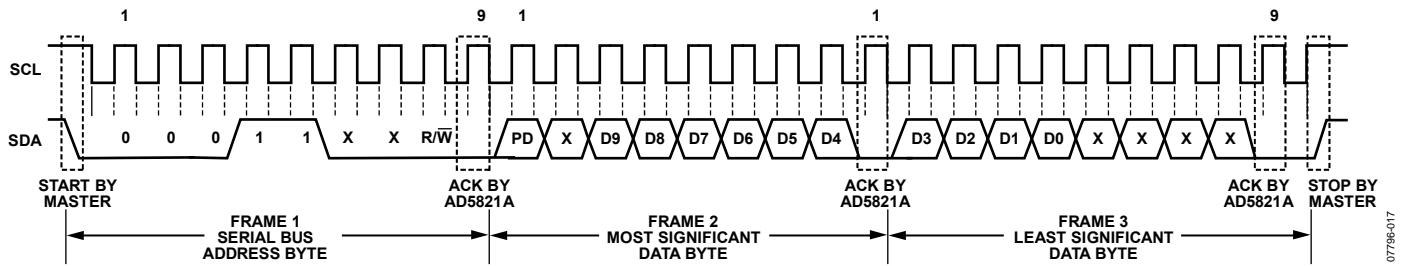 1 9 1 1 9
SCL
SDA 0 0 0 1 1 X X R/W̅ PD X D9 D8 D7 D6 D5 D4 D3 D2 D1 D0 X X X X
START BY
MASTER
ACK BY
AD5821A
ACK BY
AD5821A
ACK BY
AD5821A
STOP BY
MASTER
FRAME 1
SERIAL BUS
ADDRESS BYTE
FRAME 2
MOST SIGNIFICANT
DATA BYTE
FRAME 3
LEAST SIGNIFICANT
DATA BYTE
07796-017